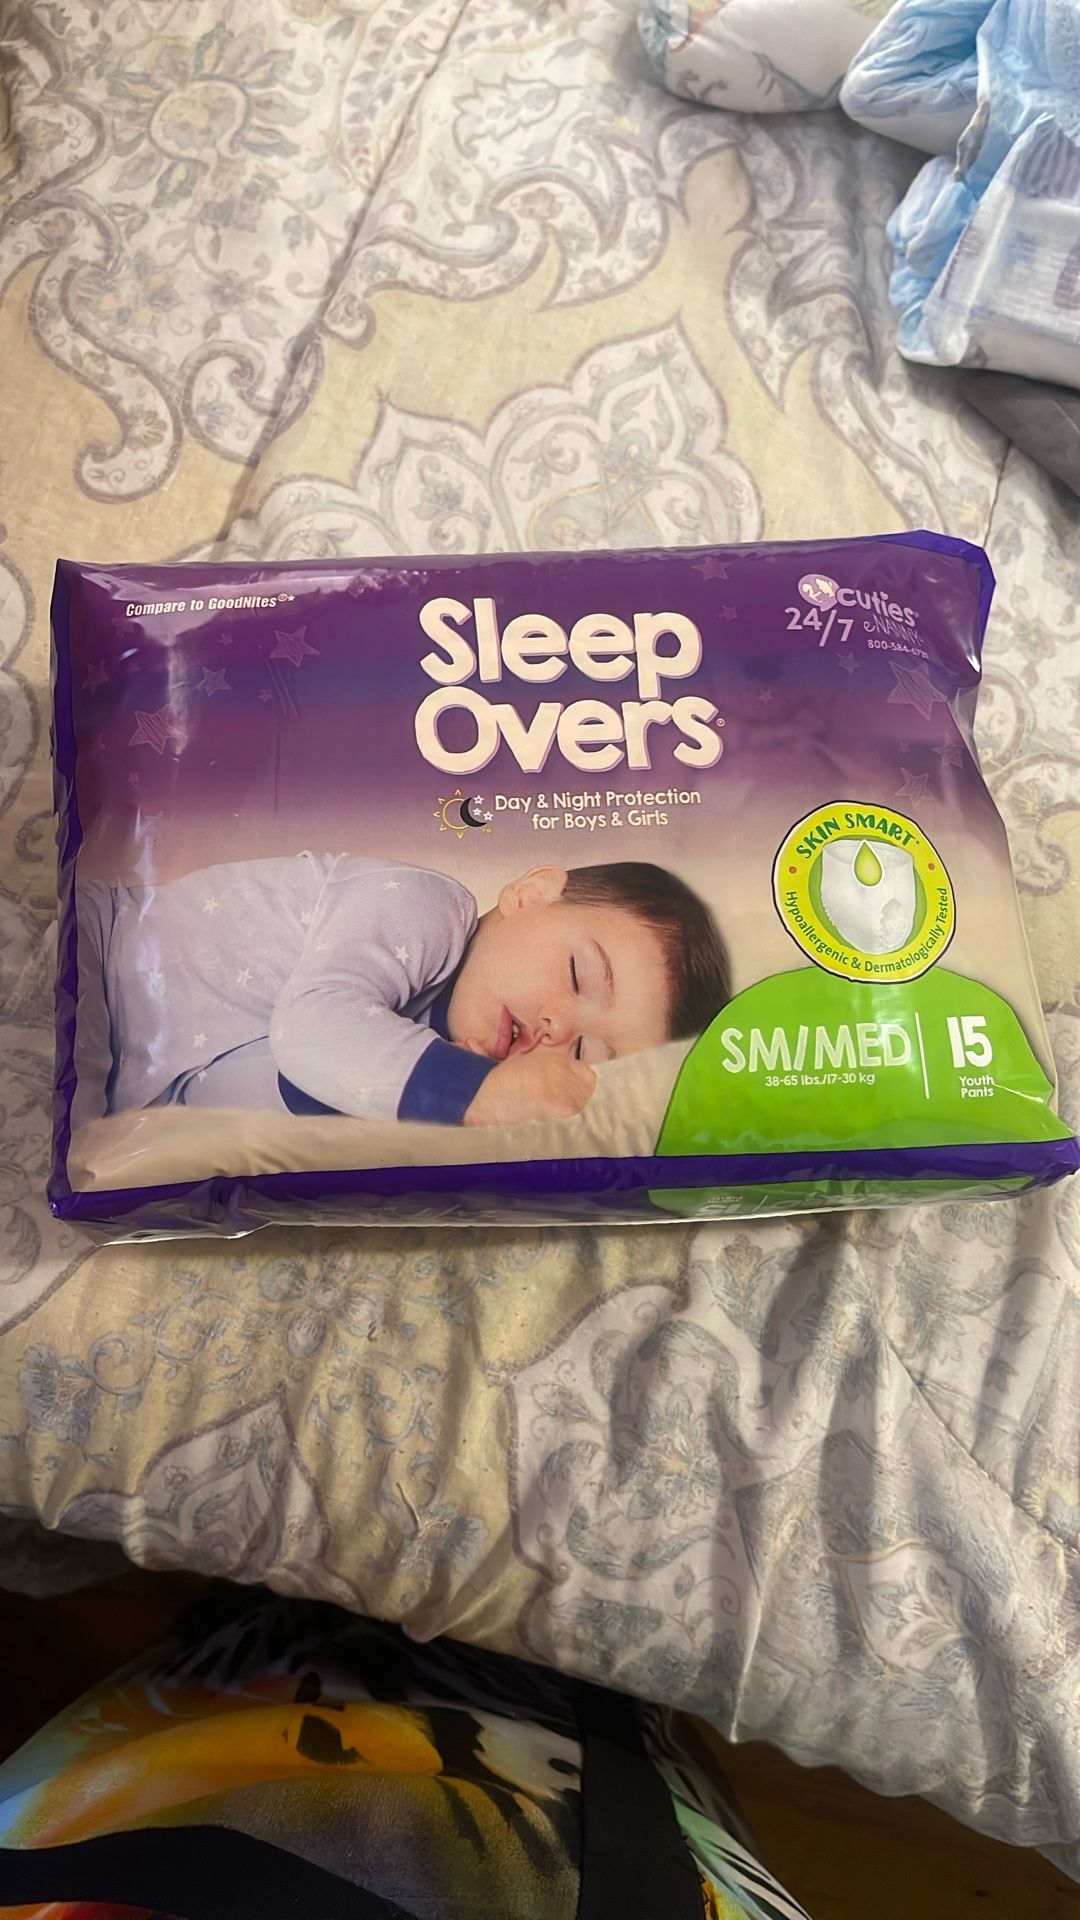 Compare to GoodNites®*
Sleep
Overs®
cuties®
24/7 eNANNY
Day & Night Protection
for Boys & Girls
SKIN SMART
Hypoallergenic & Dermatologically Tested
SM/MED
38-65 lbs./17-30 kg
15
Youth
Pants